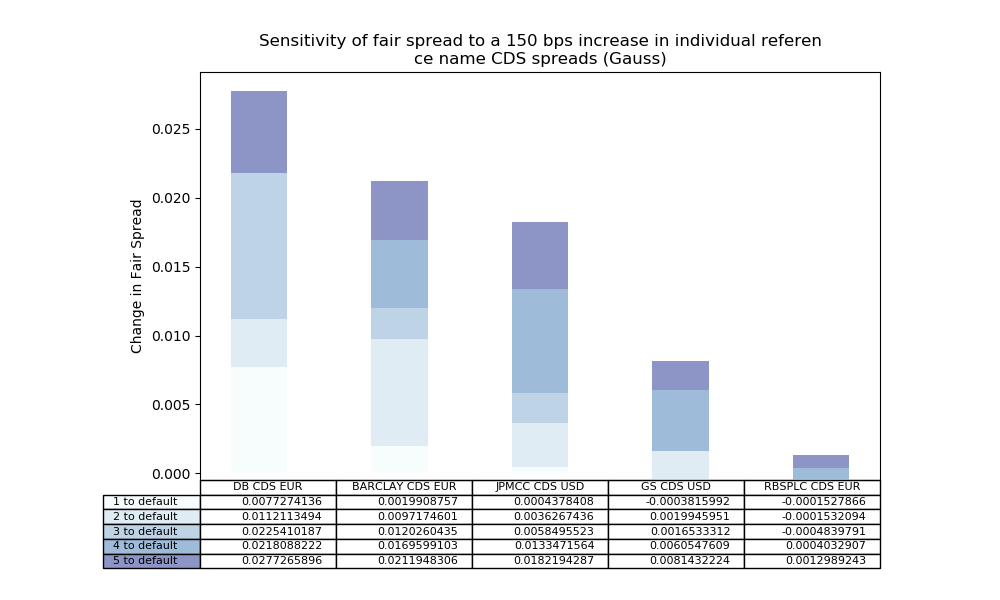 Sensitivity of fair spread to a 150 bps increase in individual referen
ce name CDS spreads (Gauss)
Change in Fair Spread
0.025
0.020
0.015
0.010
0.005
0.000
DB CDS EUR BARCLAY CDS EUR JPMCC CDS USD GS CDS USD RBSPLC CDS EUR
1 to default 0.0077274136 0.0019908757 0.0004378408 -0.0003815992 -0.0001527866
2 to default 0.0112113494 0.0097174601 0.0036267436 0.0019945951 -0.0001532094
3 to default 0.0225410187 0.0120260435 0.0058495523 0.0016533312 -0.0004839791
4 to default 0.0218088222 0.0169599103 0.0133471564 0.0060547609 0.0004032907
5 to default 0.0277265896 0.0211948306 0.0182194287 0.0081432224 0.0012989243